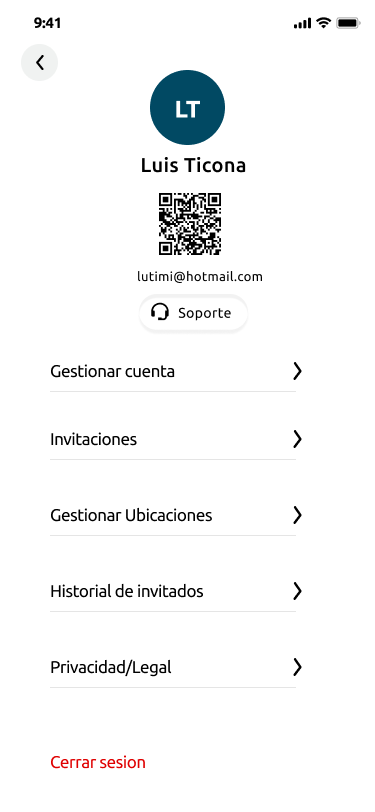 9:41
LT
Luis Ticona
lutimi@hotmail.com
Soporte
Gestionar cuenta
Invitaciones
Gestionar Ubicaciones
Historial de invitados
Privacidad/Legal
Cerrar sesion